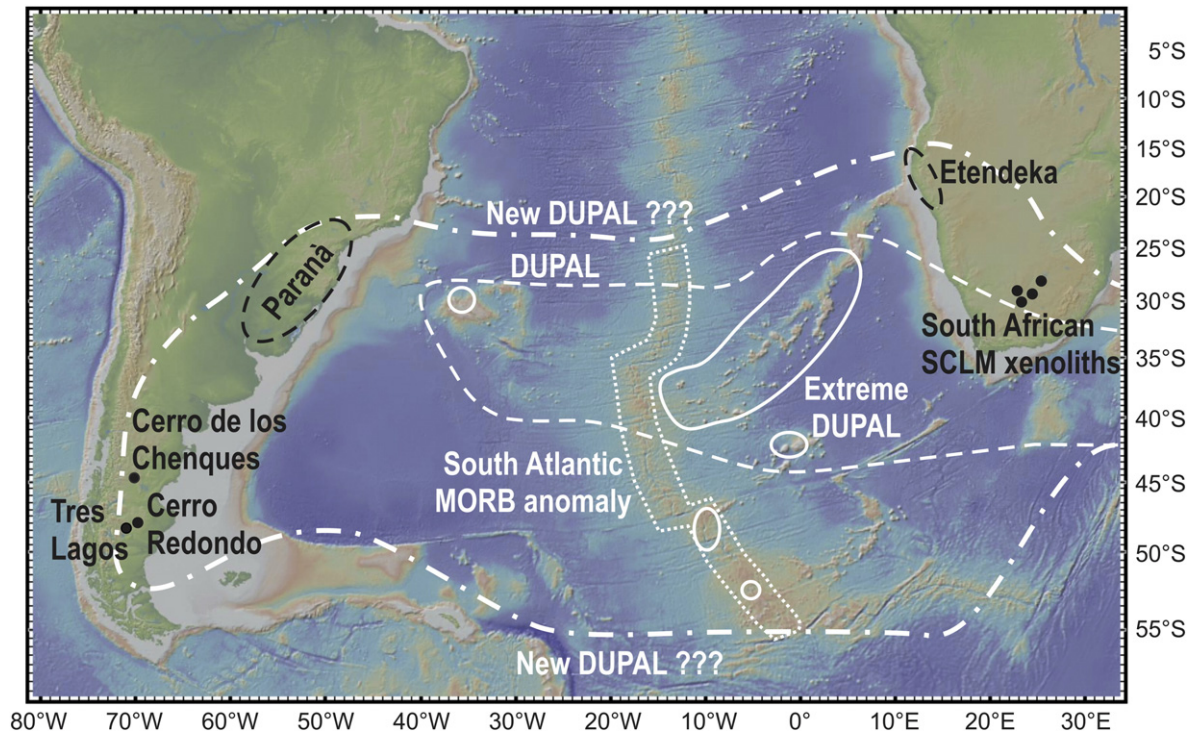 5°S
10°S
15°S
Etendeka
20°S
New DUPAL ???
25°S
DUPAL
Paranà
30°S
South African
SCLM xenoliths
35°S
Extreme
DUPAL
40°S
Cerro de los
Chenques
South Atlantic
MORB anomaly
45°S
Tres
Lagos
Cerro
Redondo
50°S
55°S
New DUPAL ???
80°W 70°W 60°W 50°W 40°W 30°W 20°W 10°W 0° 10°E 20°E 30°E